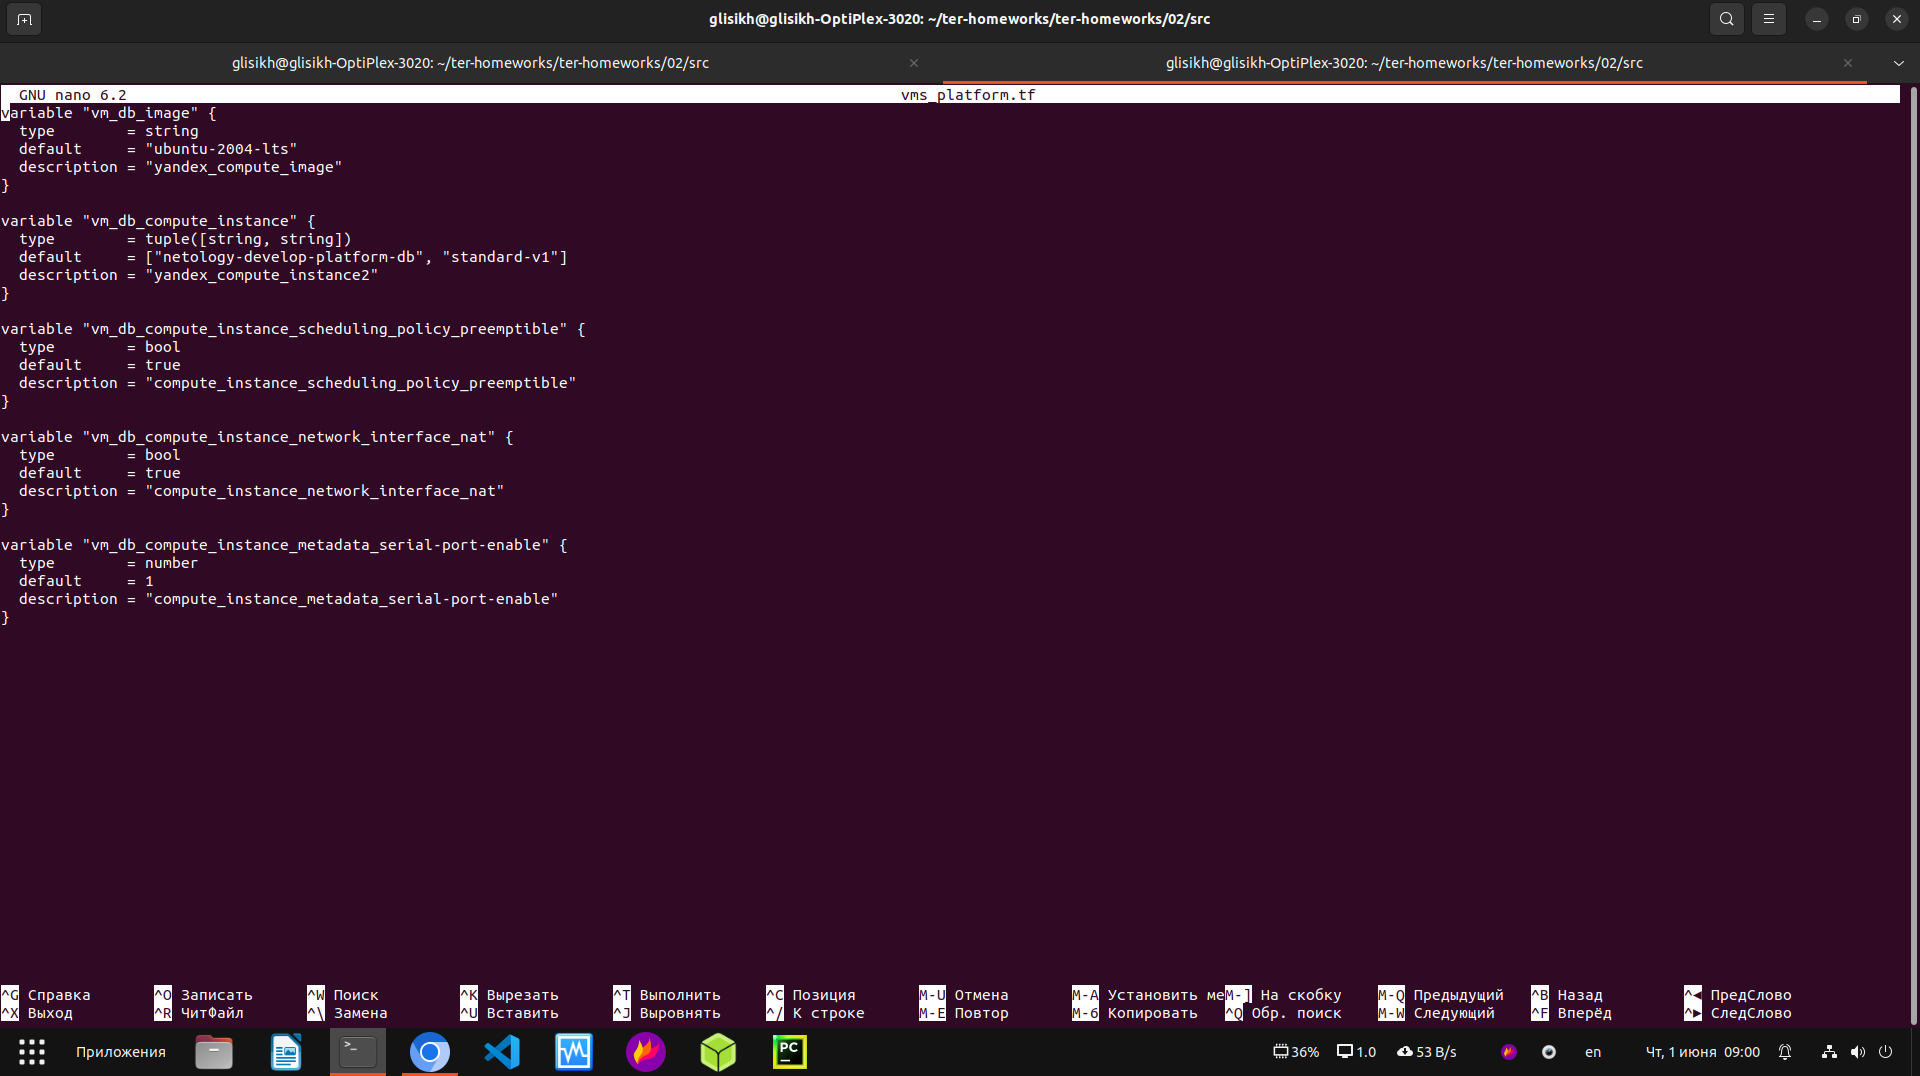 glisikh@glisikh-OptiPlex-3020: ~/ter-homeworks/ter-homeworks/02/src
glisikh@glisikh-OptiPlex-3020: ~/ter-homeworks/ter-homeworks/02/src
glisikh@glisikh-OptiPlex-3020: ~/ter-homeworks/ter-homeworks/02/src
GNU nano 6.2 vms_platform.tf
variable "vm_db_image" {
  type        = string
  default     = "ubuntu-2004-lts"
  description = "yandex_compute_image"
}
variable "vm_db_compute_instance" {
  type        = tuple([string, string])
  default     = ["netology-develop-platform-db", "standard-v1"]
  description = "yandex_compute_instance2"
}
variable "vm_db_compute_instance_scheduling_policy_preemptible" {
  type        = bool
  default     = true
  description = "compute_instance_scheduling_policy_preemptible"
}
variable "vm_db_compute_instance_network_interface_nat" {
  type        = bool
  default     = true
  description = "compute_instance_network_interface_nat"
}
variable "vm_db_compute_instance_metadata_serial-port-enable" {
  type        = number
  default     = 1
  description = "compute_instance_metadata_serial-port-enable"
}
^G Справка ^O Записать ^W Поиск ^K Вырезать ^T Выполнить ^C Позиция M-U Отмена M-A Установить ме M-] На скобку M-Q Предыдущий ^B Назад ^◀ ПредСлово
^X Выход ^R ЧитФайл ^\ Замена ^U Вставить ^J Выровнять ^/ К строке M-E Повтор M-6 Копировать ^Q Обр. поиск M-W Следующий ^F Вперёд ^▶ СледСлово
Приложения >_ PC 36% 1.0 53 B/s en Чт, 1 июня 09:00